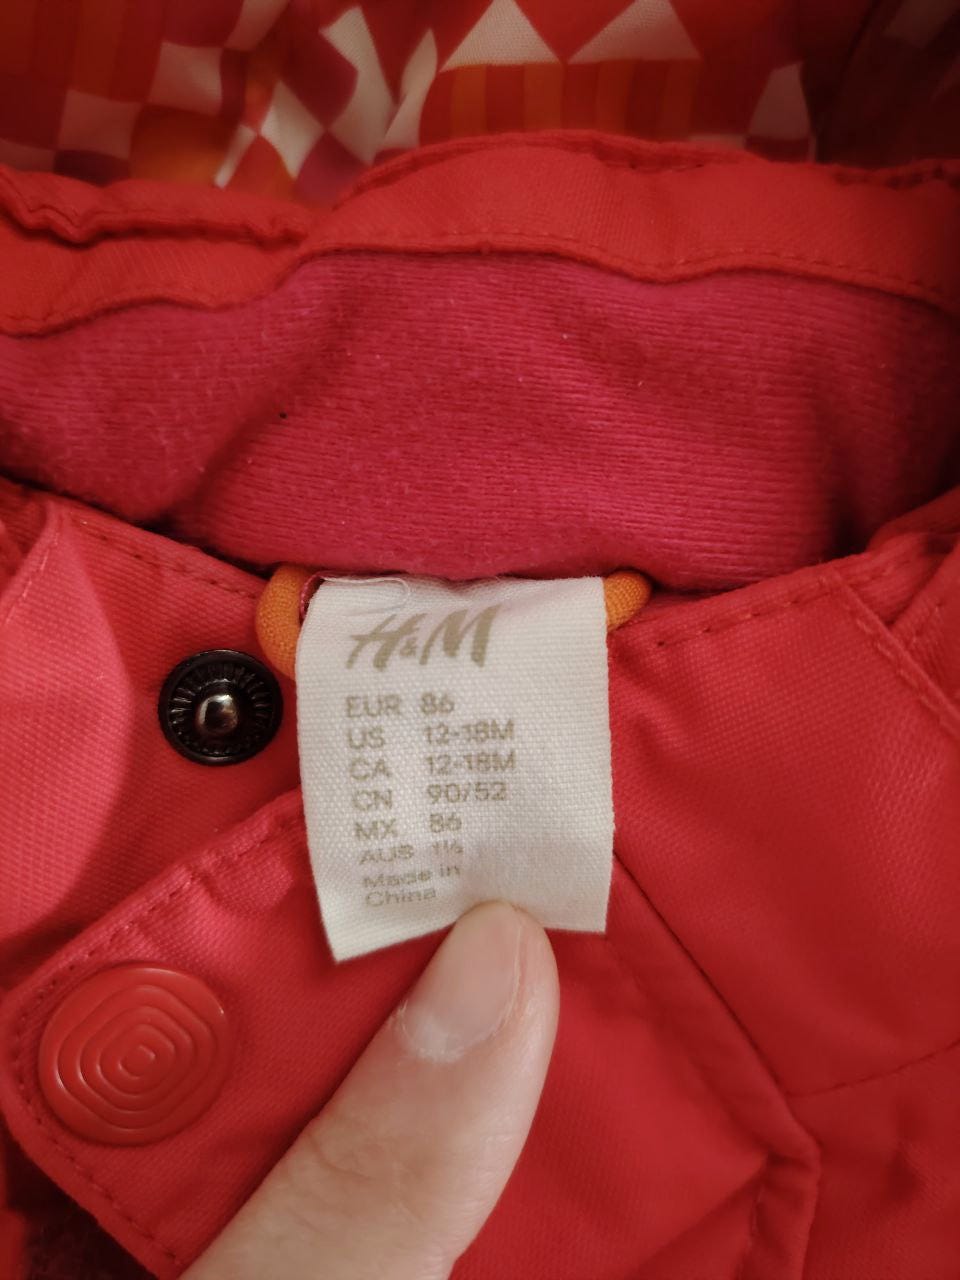 H&M
EUR 86
US 12-18M
CA 12-18M
CN 90/52
MX 86
AUS 1½
Made in
China